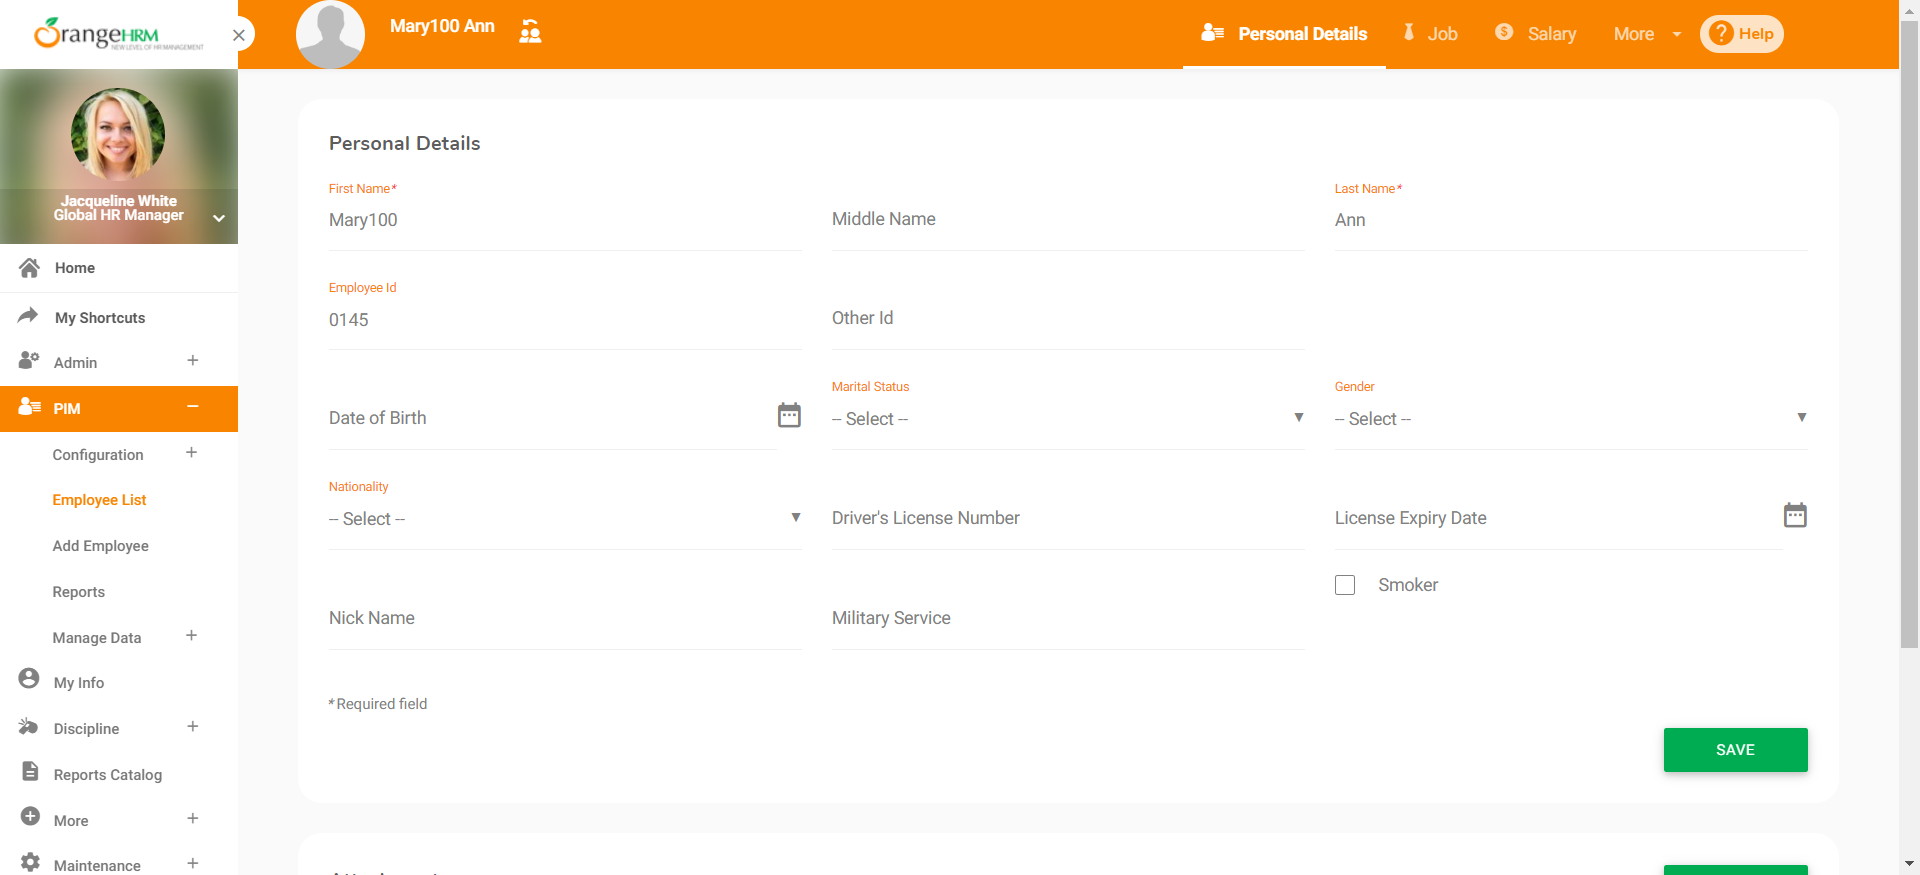 OrangeHRM
NEW LEVEL OF HR MANAGEMENT
Mary100 Ann
Personal Details
Job
Salary
More
? Help
Jacqueline White
Global HR Manager
Home
My Shortcuts
Admin
PIM
Configuration
Employee List
Add Employee
Reports
Manage Data
My Info
Discipline
Reports Catalog
More
Maintenance
Personal Details
First Name*
Mary100
Middle Name
Last Name*
Ann
Employee Id
0145
Other Id
Date of Birth
Marital Status
-- Select --
Gender
-- Select --
Nationality
-- Select --
Driver's License Number
License Expiry Date
Nick Name
Military Service
Smoker
* Required field
SAVE